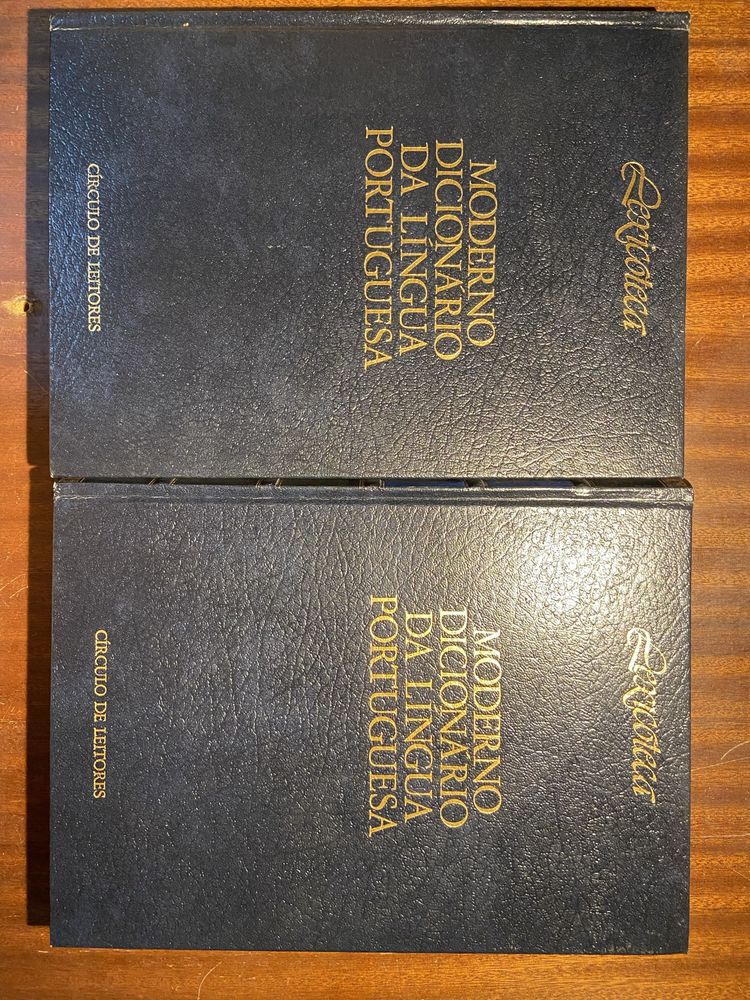 Lexicoteca
MODERNO
DICIONÁRIO
DA LÍNGUA
PORTUGUESA
CÍRCULO DE LEITORES
Lexicoteca
MODERNO
DICIONÁRIO
DA LÍNGUA
PORTUGUESA
CÍRCULO DE LEITORES